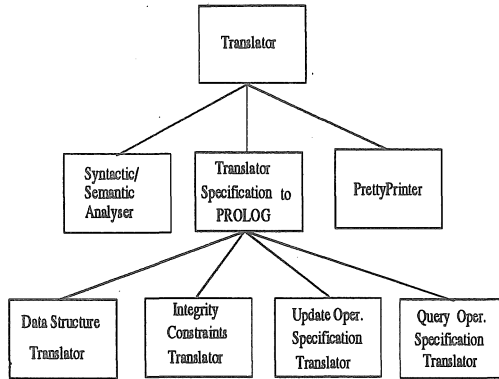 Translator
Syntactic/
Semantic
Analyser
Translator
Specification to
PROLOG
PrettyPrinter
Data Structure
Translator
Integrity
Constraints
Translator
Update Oper.
Specification
Translator
Query Oper.
Specification
Translator